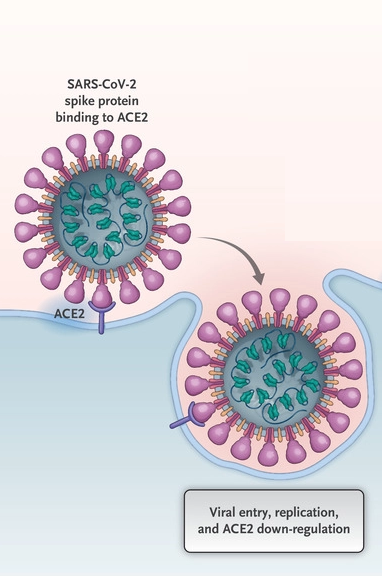 SARS-CoV-2
spike protein
binding to ACE2
ACE2
Viral entry, replication,
and ACE2 down-regulation